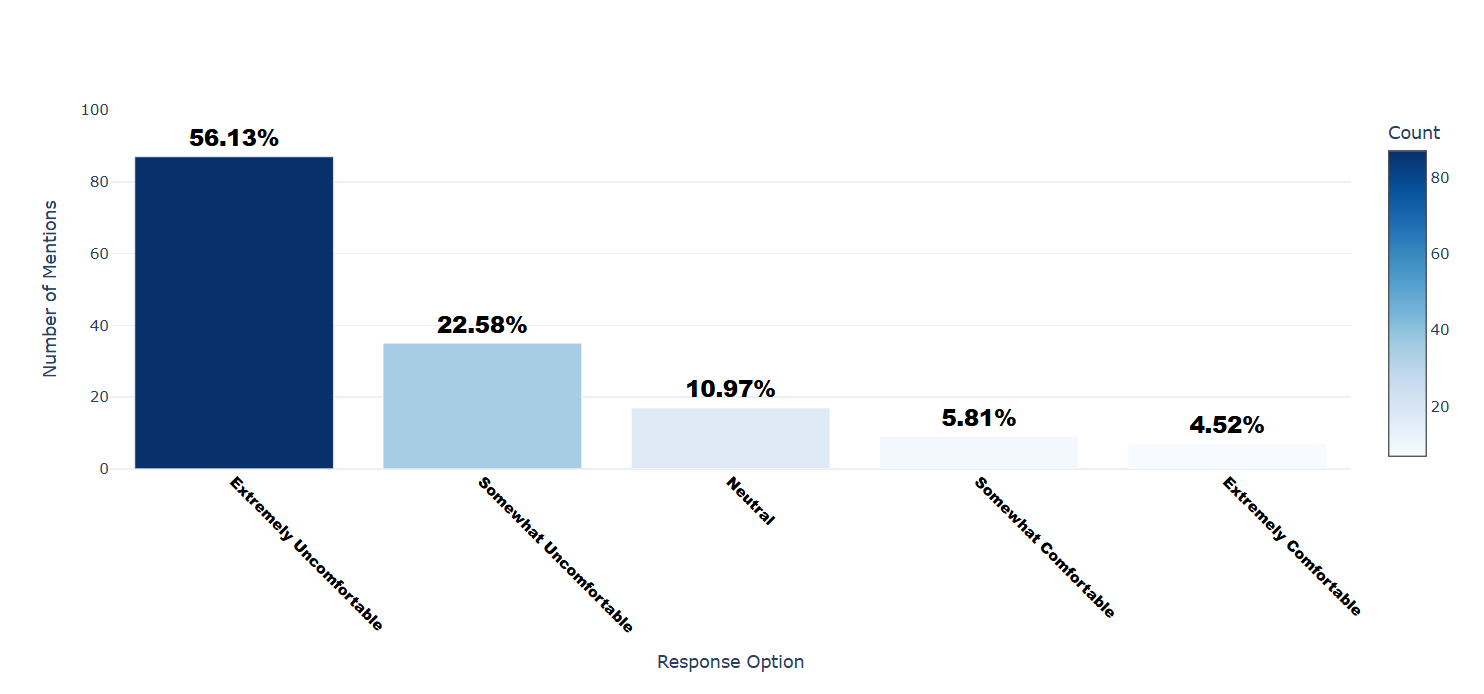 100
80
60
40
20
0
Number of Mentions
56.13%
22.58%
10.97%
5.81%
4.52%
Extremely Uncomfortable
Somewhat Uncomfortable
Neutral
Somewhat Comfortable
Extremely Comfortable
Response Option
Count
80
60
40
20